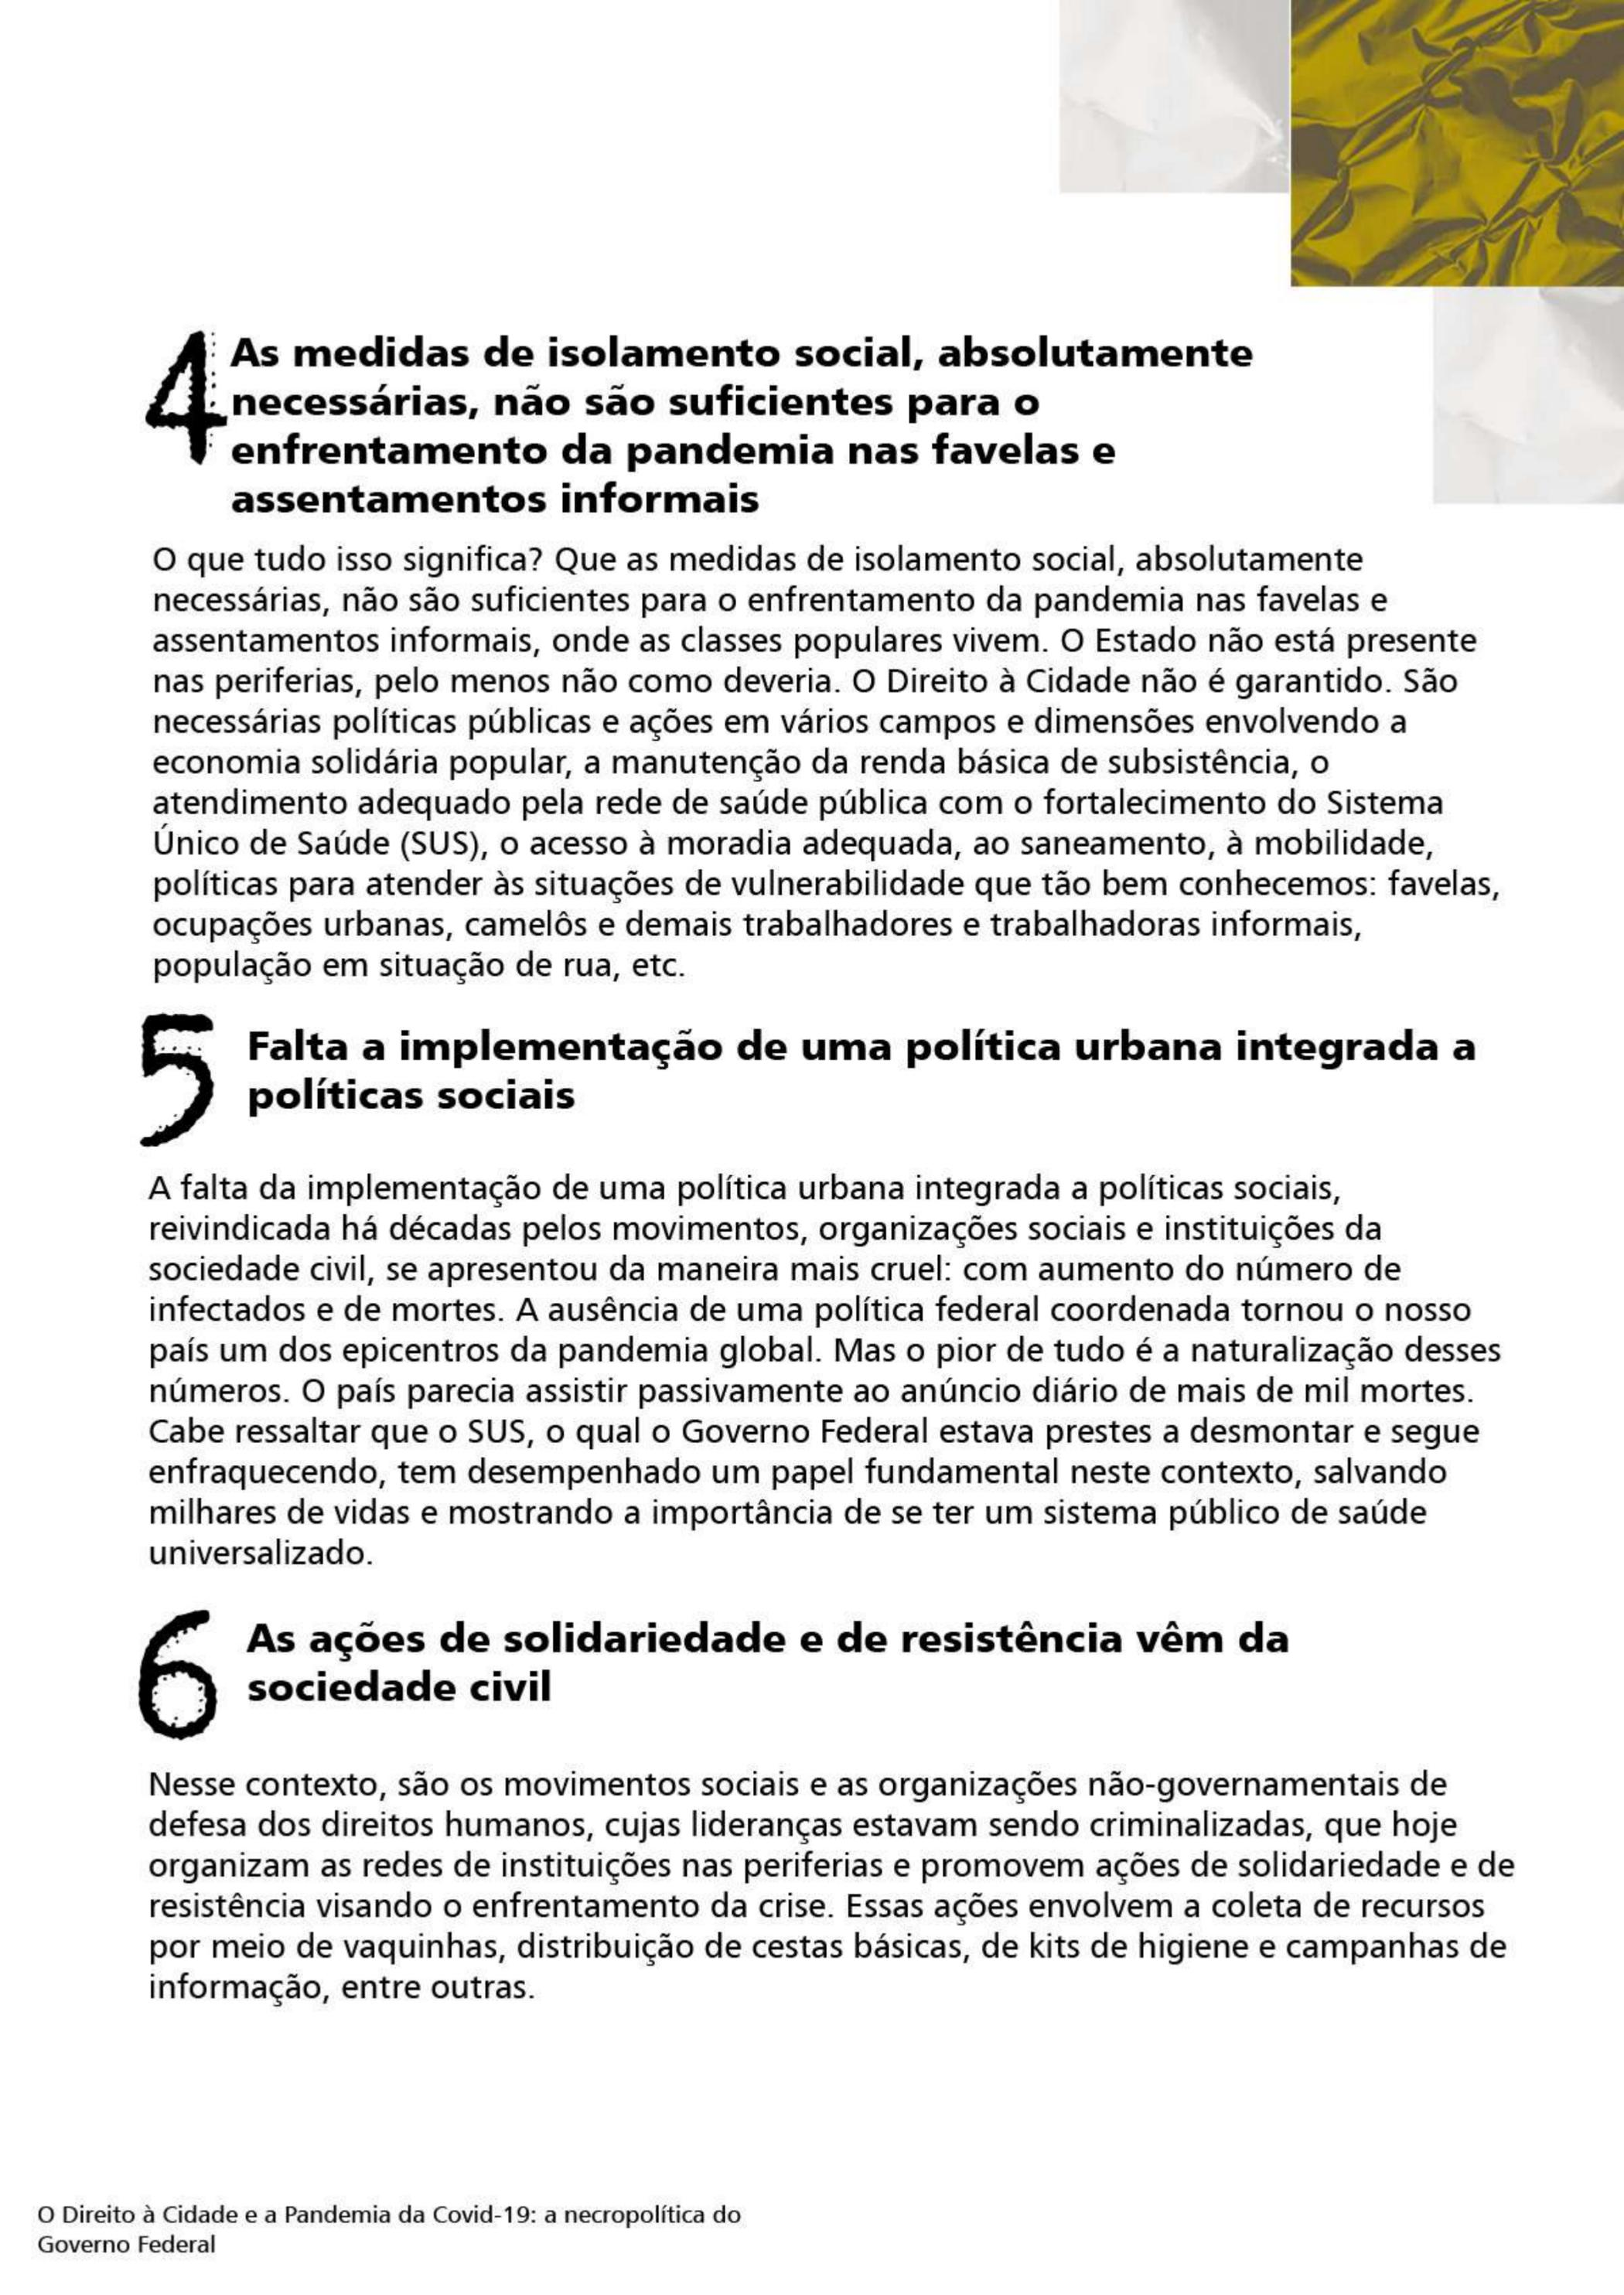 4
As medidas de isolamento social, absolutamente
necessárias, não são suficientes para o
enfrentamento da pandemia nas favelas e
assentamentos informais
O que tudo isso significa? Que as medidas de isolamento social, absolutamente
necessárias, não são suficientes para o enfrentamento da pandemia nas favelas e
assentamentos informais, onde as classes populares vivem. O Estado não está presente
nas periferias, pelo menos não como deveria. O Direito à Cidade não é garantido. São
necessárias políticas públicas e ações em vários campos e dimensões envolvendo a
economia solidária popular, a manutenção da renda básica de subsistência, o
atendimento adequado pela rede de saúde pública com o fortalecimento do Sistema
Único de Saúde (SUS), o acesso à moradia adequada, ao saneamento, à mobilidade,
políticas para atender às situações de vulnerabilidade que tão bem conhecemos: favelas,
ocupações urbanas, camelôs e demais trabalhadores e trabalhadoras informais,
população em situação de rua, etc.
5
Falta a implementação de uma política urbana integrada a
políticas sociais
A falta da implementação de uma política urbana integrada a políticas sociais,
reivindicada há décadas pelos movimentos, organizações sociais e instituições da
sociedade civil, se apresentou da maneira mais cruel: com aumento do número de
infectados e de mortes. A ausência de uma política federal coordenada tornou o nosso
país um dos epicentros da pandemia global. Mas o pior de tudo é a naturalização desses
números. O país parecia assistir passivamente ao anúncio diário de mais de mil mortes.
Cabe ressaltar que o SUS, o qual o Governo Federal estava prestes a desmontar e segue
enfraquecendo, tem desempenhado um papel fundamental neste contexto, salvando
milhares de vidas e mostrando a importância de se ter um sistema público de saúde
universalizado.
6
As ações de solidariedade e de resistência vêm da
sociedade civil
Nesse contexto, são os movimentos sociais e as organizações não-governamentais de
defesa dos direitos humanos, cujas lideranças estavam sendo criminalizadas, que hoje
organizam as redes de instituições nas periferias e promovem ações de solidariedade e de
resistência visando o enfrentamento da crise. Essas ações envolvem a coleta de recursos
por meio de vaquinhas, distribuição de cestas básicas, de kits de higiene e campanhas de
informação, entre outras.
O Direito à Cidade e a Pandemia da Covid-19: a necropolítica do
Governo Federal